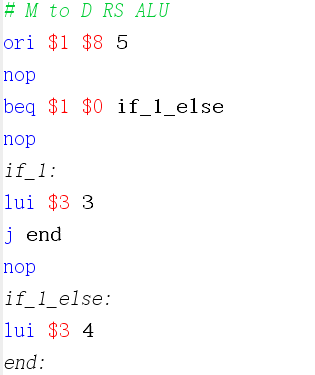 # M to D RS ALU
ori $1 $8 5
nop
beq $1 $0 if_1_else
nop
if_1:
lui $3 3
j end
nop
if_1_else:
lui $3 4
end: